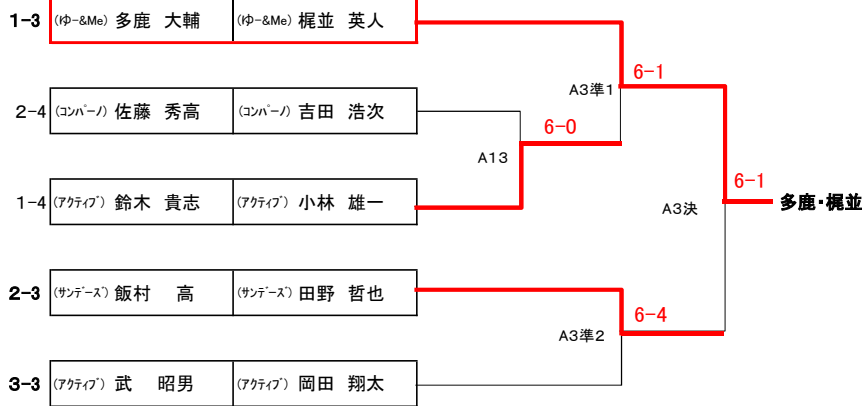 1-3 (ゆｰ&Me) 多鹿 大輔 (ゆｰ&Me) 梶並 英人
6-1
A3準1
2-4 (ｺﾝﾊﾟｰﾉ) 佐藤 秀高 (ｺﾝﾊﾟｰﾉ) 吉田 浩次
6-0
A13
1-4 (ｱｸﾃｨﾌﾞ) 鈴木 貴志 (ｱｸﾃｨﾌﾞ) 小林 雄一
6-1
A3決
多鹿・梶並
2-3 (ｻﾝﾃﾞｰｽﾞ) 飯村 高 (ｻﾝﾃﾞｰｽﾞ) 田野 哲也
6-4
A3準2
3-3 (ｱｸﾃｨﾌﾞ) 武 昭男 (ｱｸﾃｨﾌﾞ) 岡田 翔太